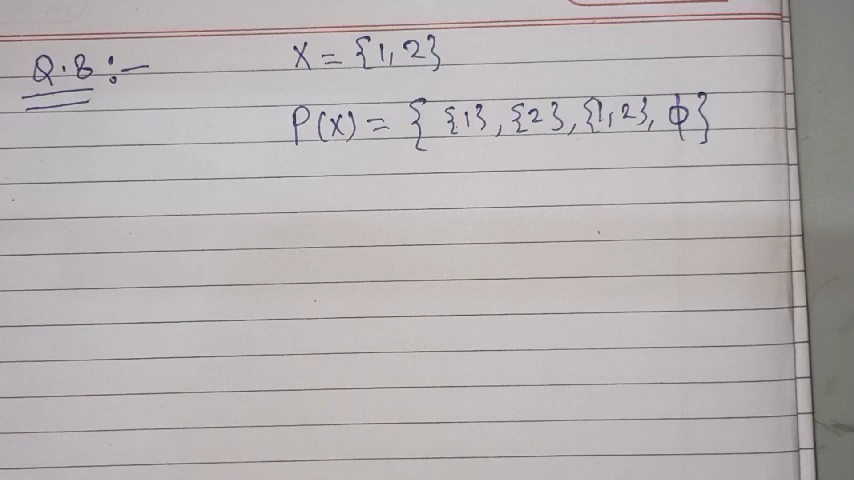 Q.8 :- X = {1, 2}
P(X) = { {1}, {2}, {1, 2}, ϕ}